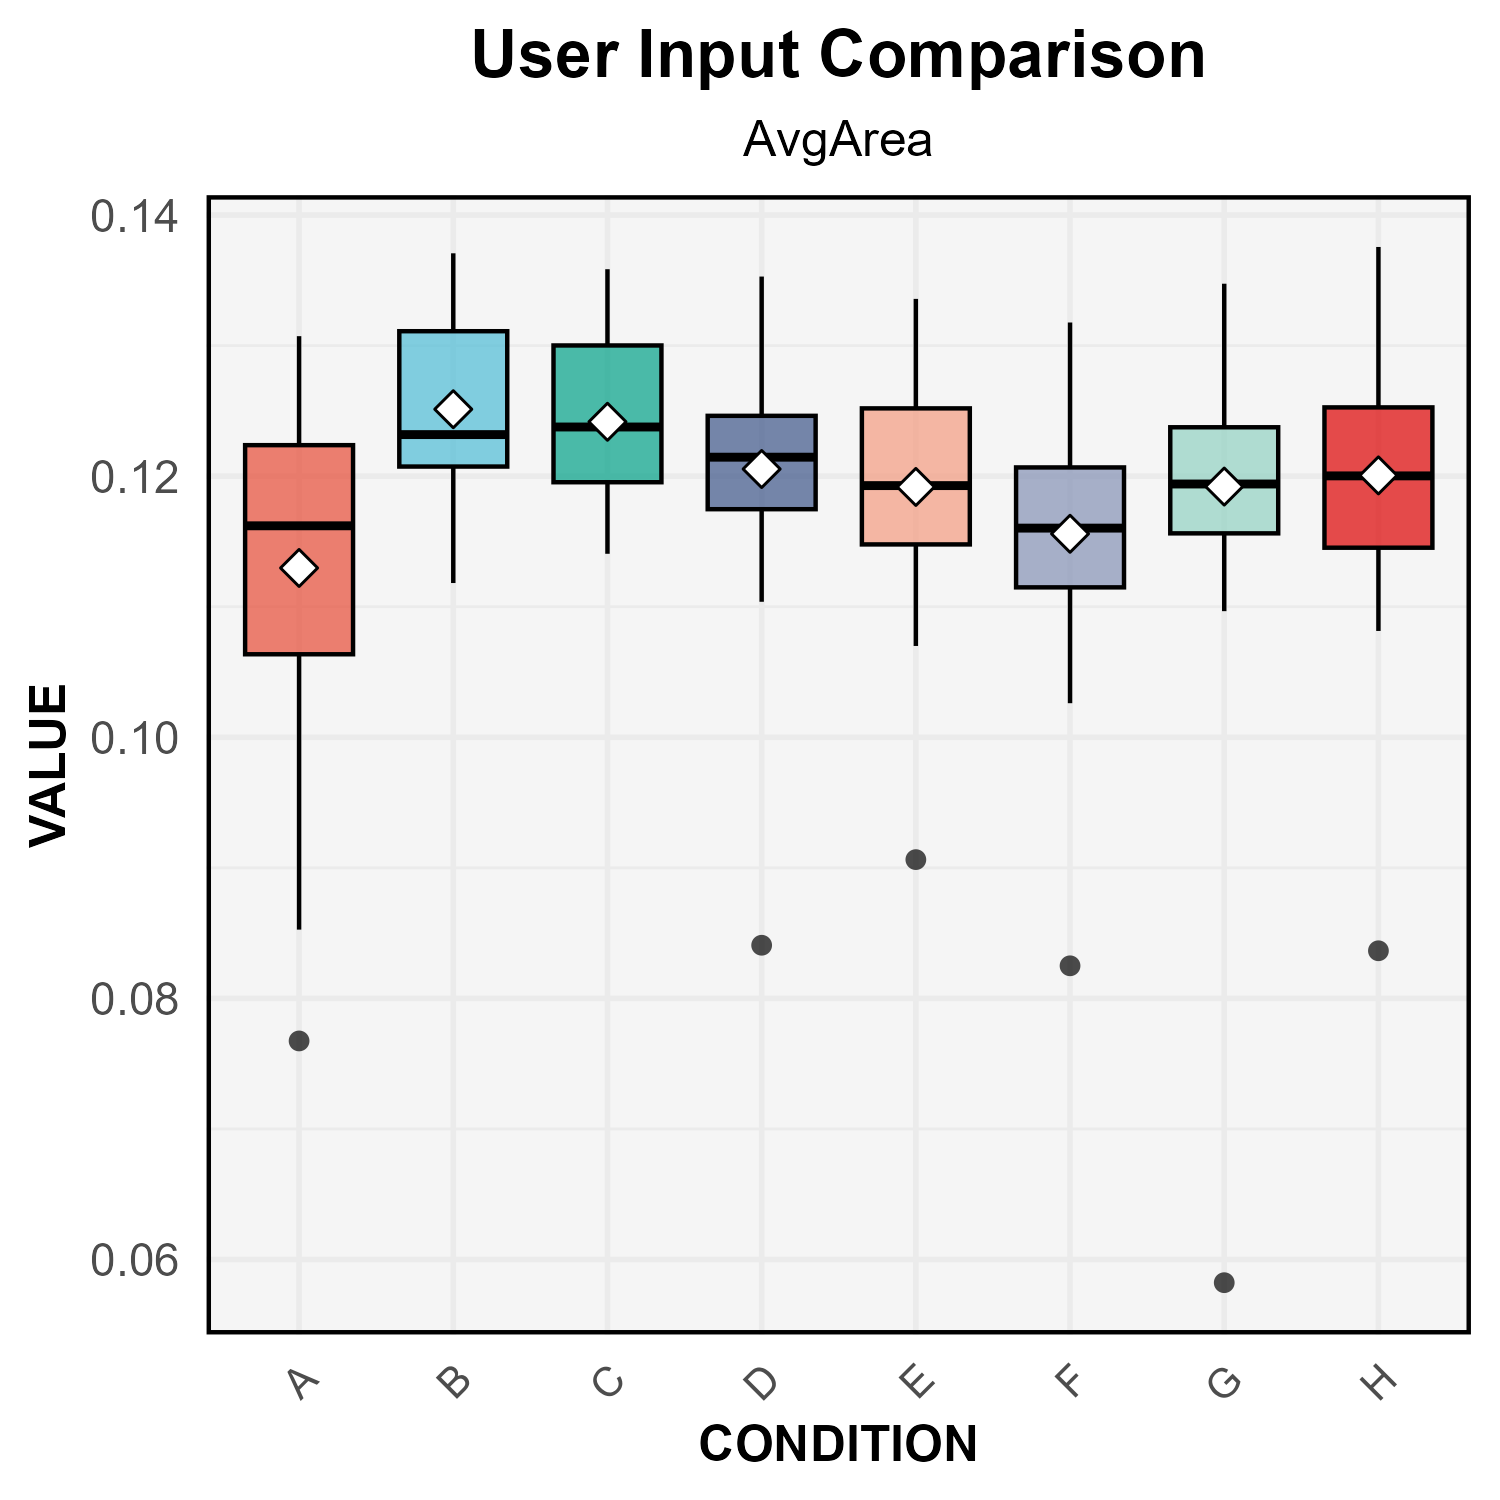 User Input Comparison
AvgArea
VALUE
0.14
0.12
0.10
0.08
0.06
A B C D E F G H
CONDITION